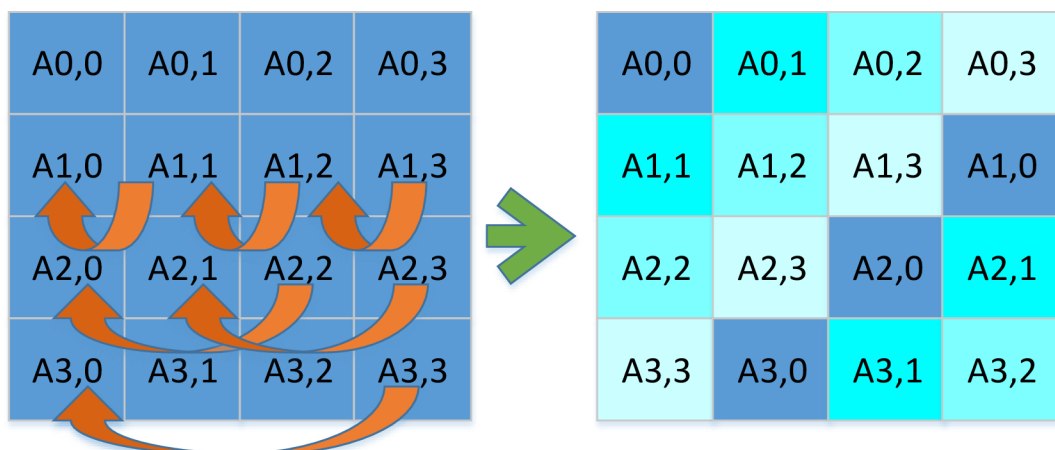 A0,0 A0,1 A0,2 A0,3
A1,0 A1,1 A1,2 A1,3
A2,0 A2,1 A2,2 A2,3
A3,0 A3,1 A3,2 A3,3
A0,0 A0,1 A0,2 A0,3
A1,1 A1,2 A1,3 A1,0
A2,2 A2,3 A2,0 A2,1
A3,3 A3,0 A3,1 A3,2